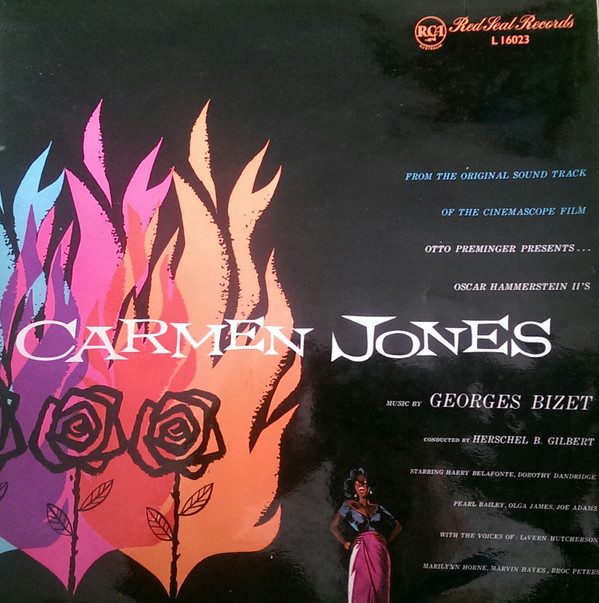 RCA
Red Seal Records
L 16023
FROM THE ORIGINAL SOUND TRACK
OF THE CINEMASCOPE FILM
OTTO PREMINGER PRESENTS...
OSCAR HAMMERSTEIN II'S
CARMEN JONES
MUSIC BY GEORGES BIZET
CONDUCTED BY HERSCHEL B. GILBERT
STARRING HARRY BELAFONTE, DOROTHY DANDRIDGE
PEARL BAILEY, OLGA JAMES, JOE ADAMS
WITH THE VOICES OF: LaVERN HUTCHERSON
MARILYNN HORNE, MARVIN HAYES, BROC PETERS